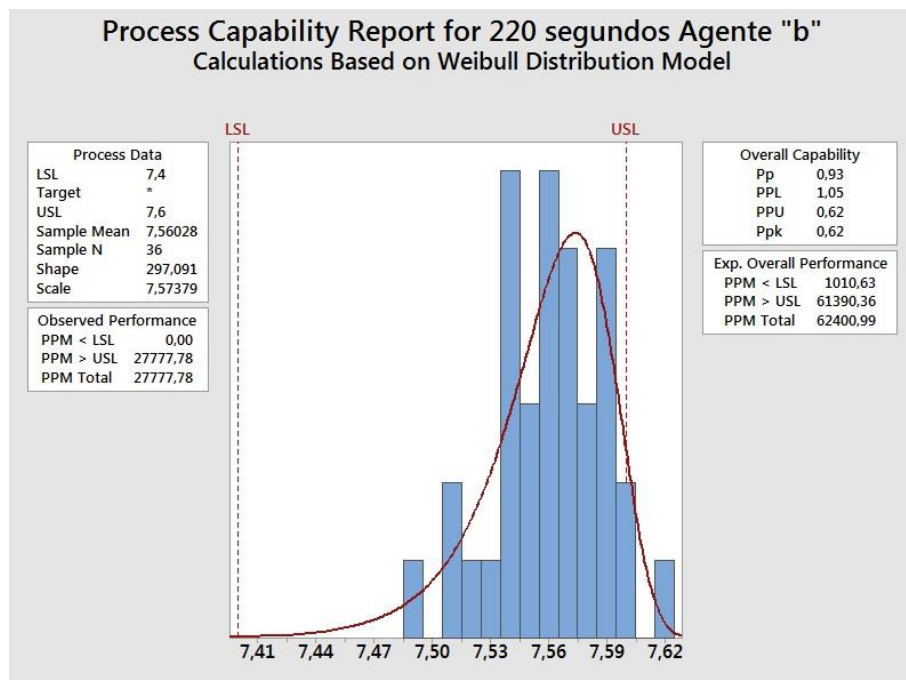 Process Capability Report for 220 segundos Agente "b"
Calculations Based on Weibull Distribution Model
LSL
USL
Process Data
LSL 7,4
Target *
USL 7,6
Sample Mean 7,56028
Sample N 36
Shape 297,091
Scale 7,57379
Observed Performance
PPM < LSL 0,00
PPM > USL 27777,78
PPM Total 27777,78
Overall Capability
Pp 0,93
PPL 1,05
PPU 0,62
Ppk 0,62
Exp. Overall Performance
PPM < LSL 1010,63
PPM > USL 61390,36
PPM Total 62400,99
7,41 7,44 7,47 7,50 7,53 7,56 7,59 7,62